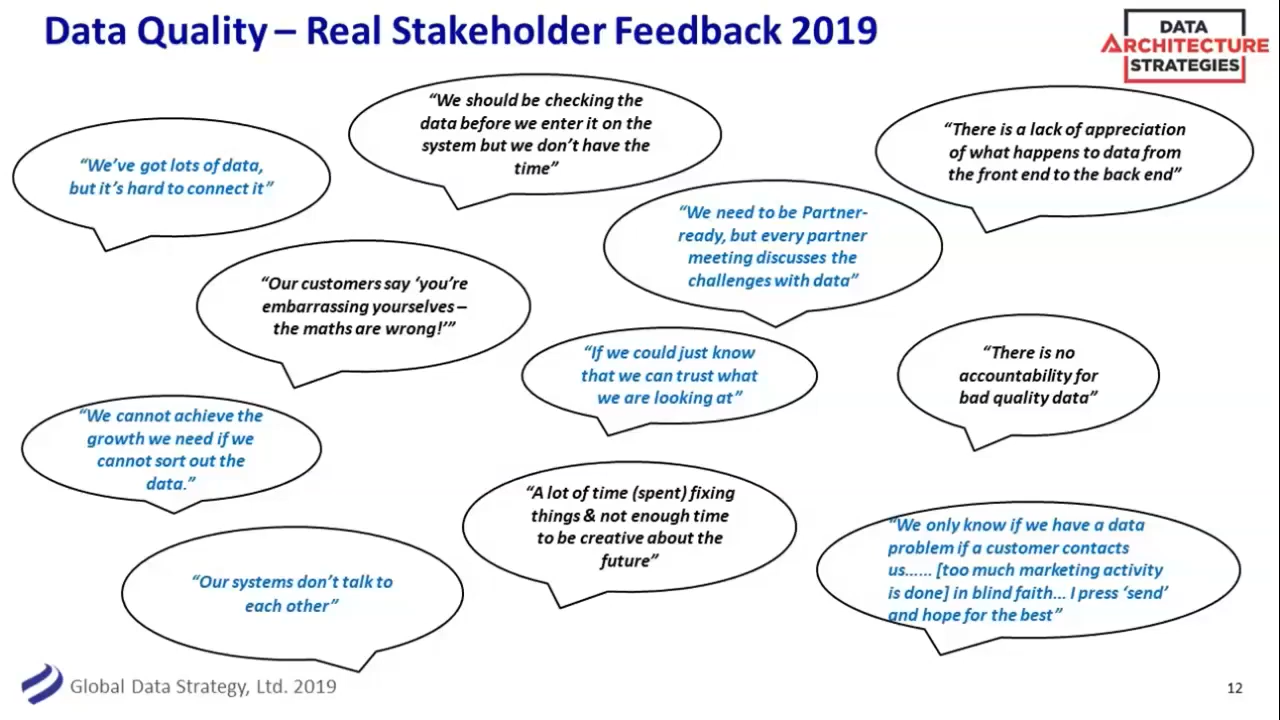 Data Quality – Real Stakeholder Feedback 2019
DATA
ARCHITECTURE
STRATEGIES
“We’ve got lots of data,
but it’s hard to connect it”
“We should be checking the
data before we enter it on the
system but we don’t have the
time”
“There is a lack of appreciation
of what happens to data from
the front end to the back end”
“We need to be Partner-
ready, but every partner
meeting discusses the
challenges with data”
“Our customers say ‘you’re
embarrassing yourselves –
the maths are wrong!’”
“If we could just know
that we can trust what
we are looking at”
“There is no
accountability for
bad quality data”
“We cannot achieve the
growth we need if we
cannot sort out the
data.”
“A lot of time (spent) fixing
things & not enough time
to be creative about the
future”
“We only know if we have a data
problem if a customer contacts
us…… [too much marketing activity
is done] in blind faith… I press ‘send’
and hope for the best”
“Our systems don’t talk to
each other”
Global Data Strategy, Ltd. 2019
12